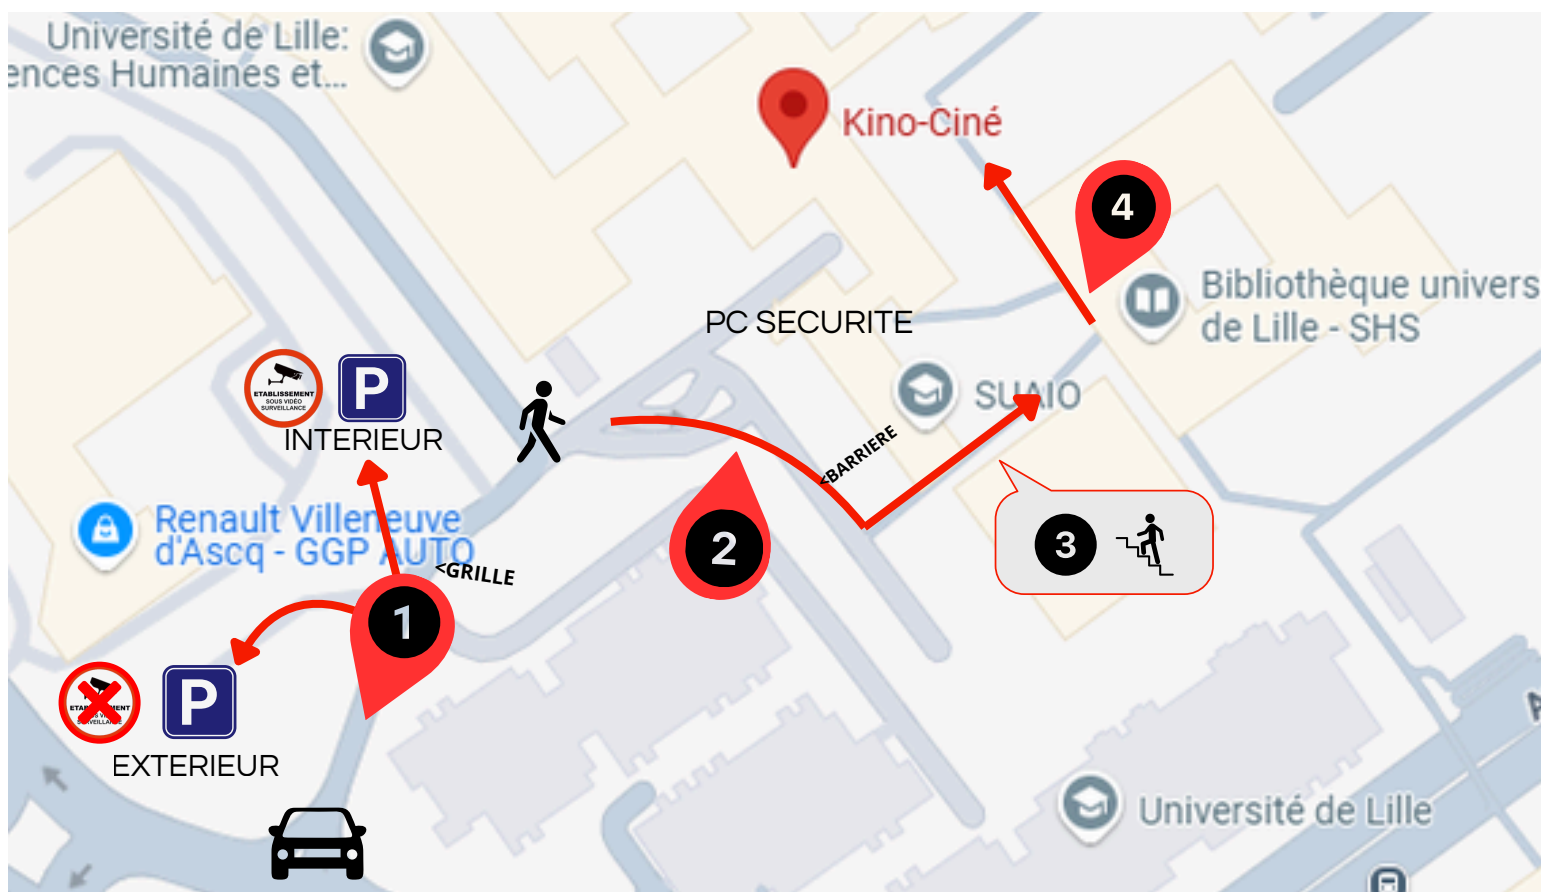 Université de Lille:
ences Humaines et...
Kino-Ciné
4
Bibliothèque univers
de Lille - SHS
PC SECURITE
ETABLISSEMENT
SOUS VIDÉO
SURVEILLANCE
P
INTERIEUR
SUAIO
<BARRIERE
Renault Villeneuve
d'Ascq - GGP AUTO
<GRILLE
2
3
1
P
EXTERIEUR
Université de Lille